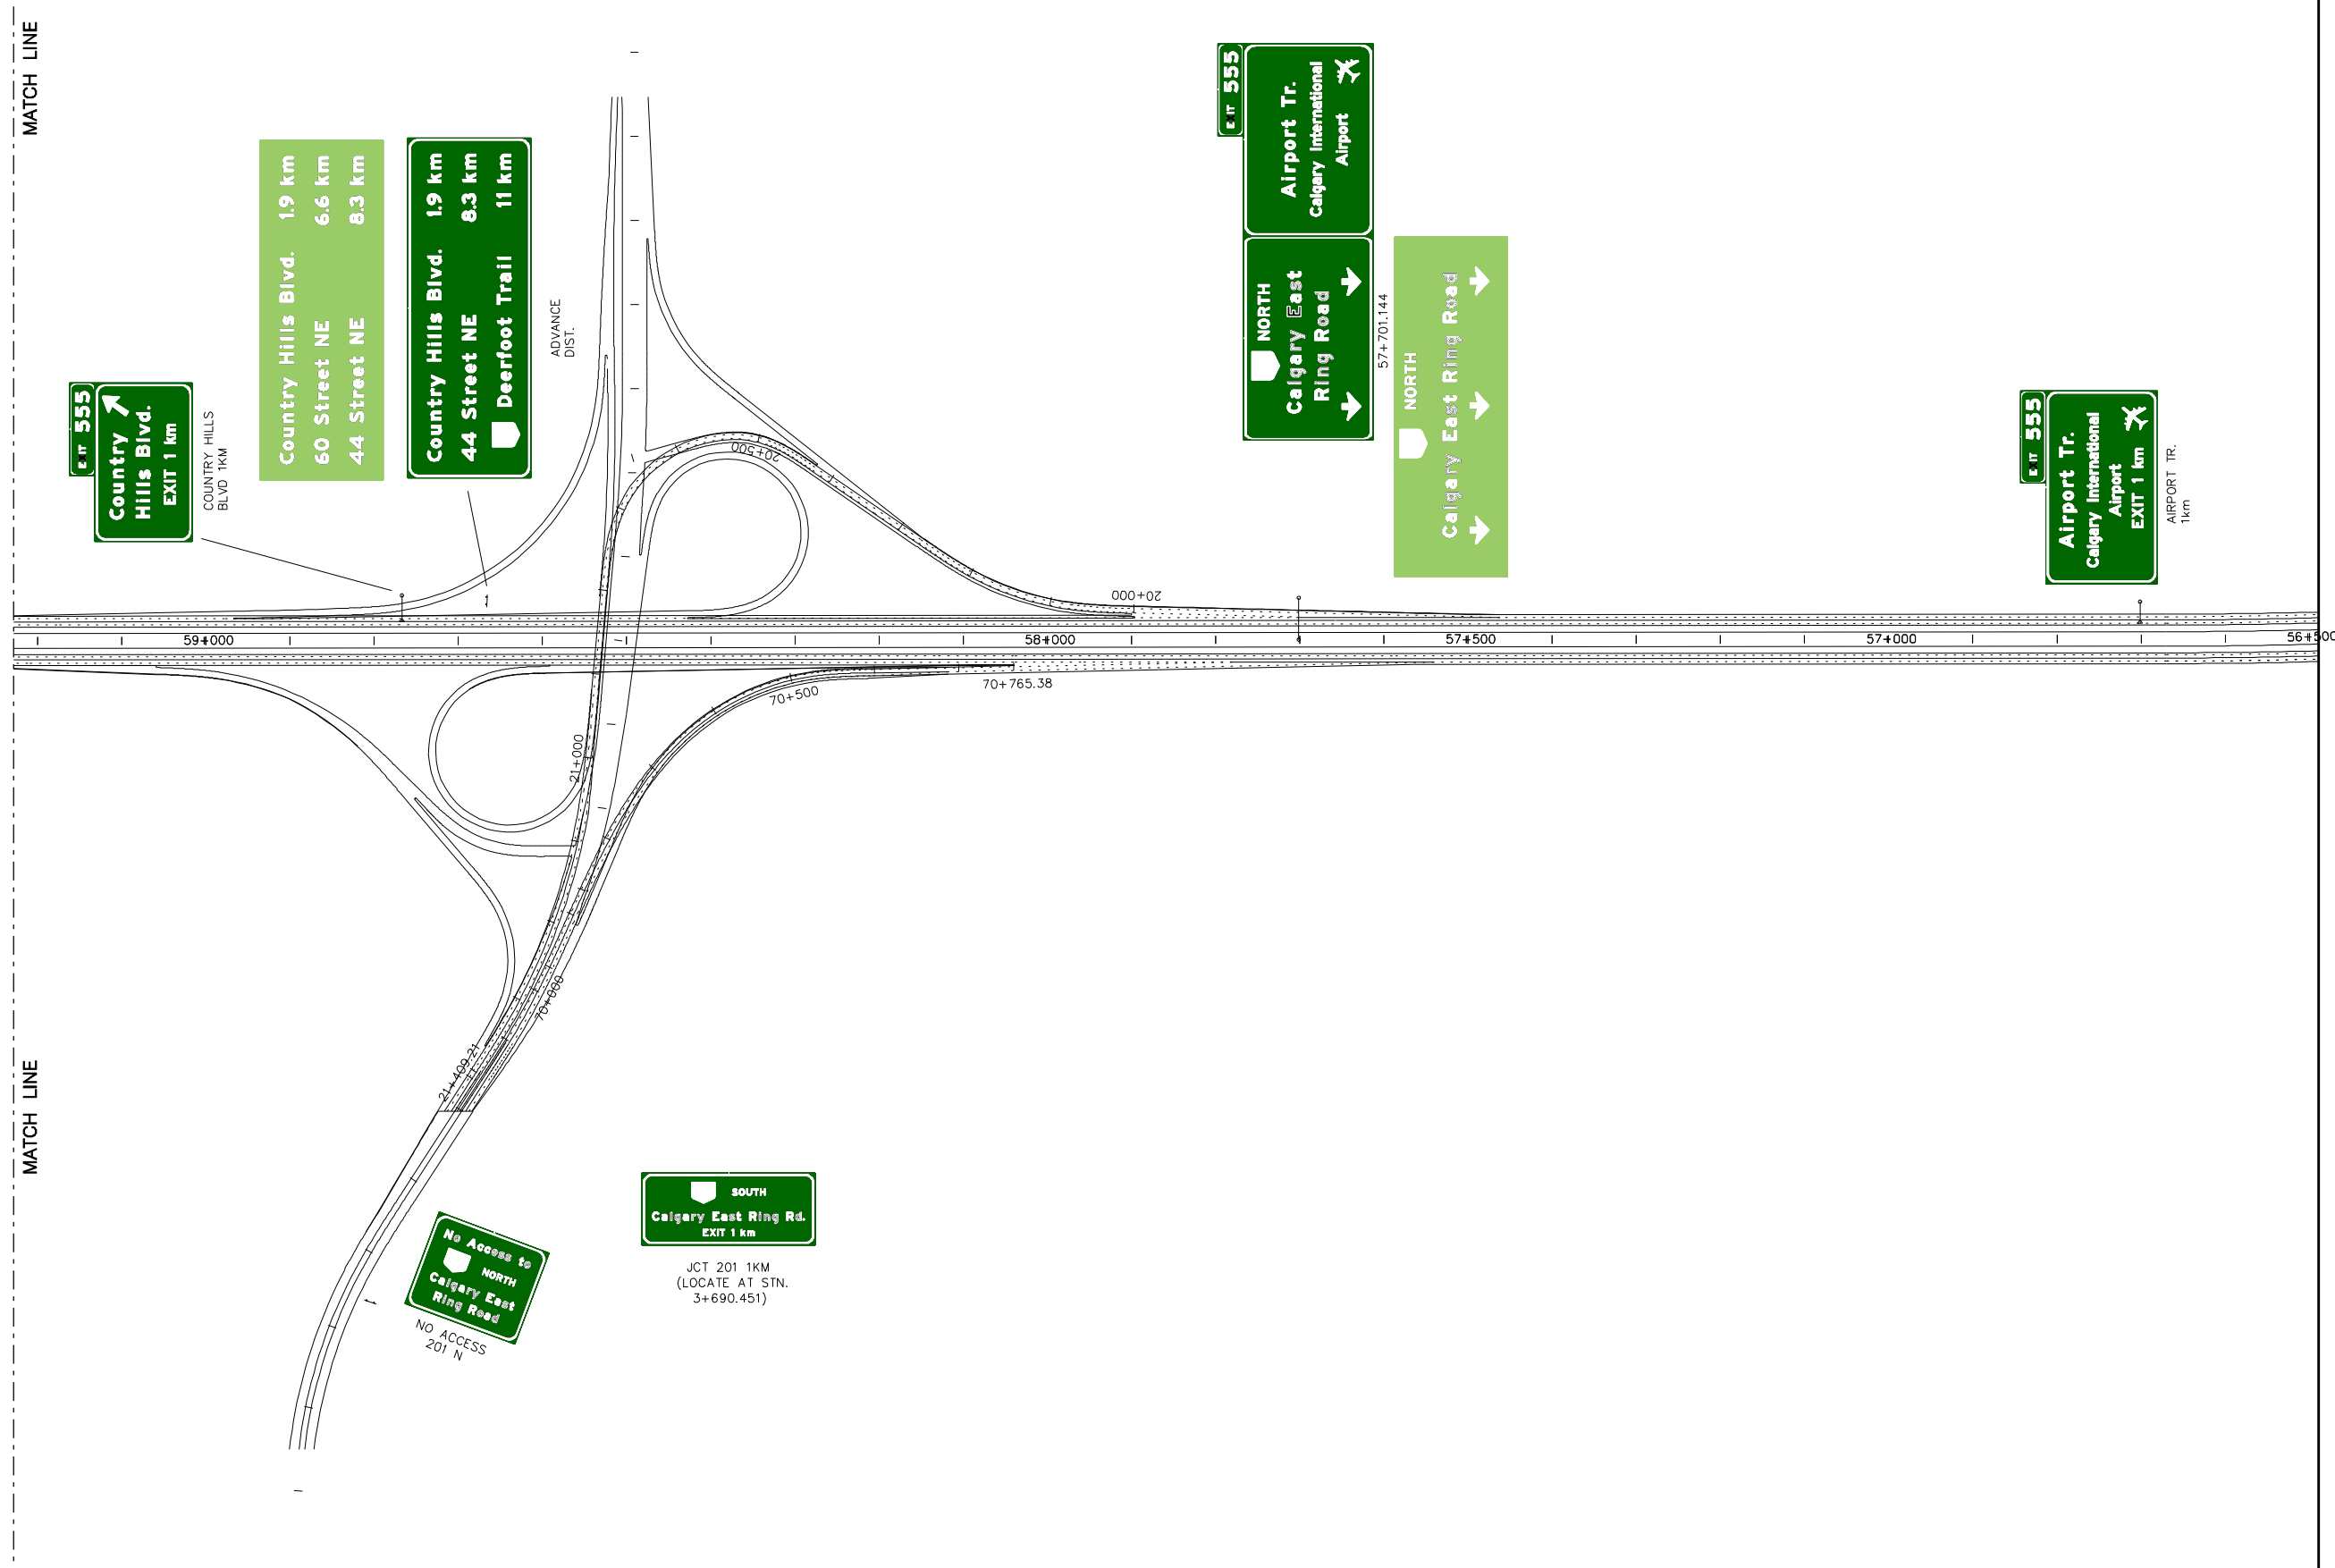 MATCH LINE
MATCH LINE
EXIT 555
Country
Hills Blvd.
EXIT 1 km
COUNTRY HILLS
BLVD 1KM
Country Hills Blvd. 1.9 km
60 Street NE 6.6 km
44 Street NE 8.3 km
Country Hills Blvd. 1.9 km
44 Street NE 8.3 km
Deerfoot Trail 11 km
ADVANCE
DIST.
EXIT 555
Airport Tr.
Calgary International
Airport
NORTH
Calgary East
Ring Road
57+701.144
NORTH
Calgary East Ring Road
EXIT 555
Airport Tr.
Calgary International
Airport
EXIT 1 km
AIRPORT TR.
1km
20+500
20+000
59+000
58+000
57+500
57+000
56+500
70+765.38
70+500
21+000
70+000
21+409.21
No Access to
NORTH
Calgary East
Ring Road
NO ACCESS
201 N
SOUTH
Calgary East Ring Rd.
EXIT 1 km
JCT 201 1KM
(LOCATE AT STN.
3+690.451)